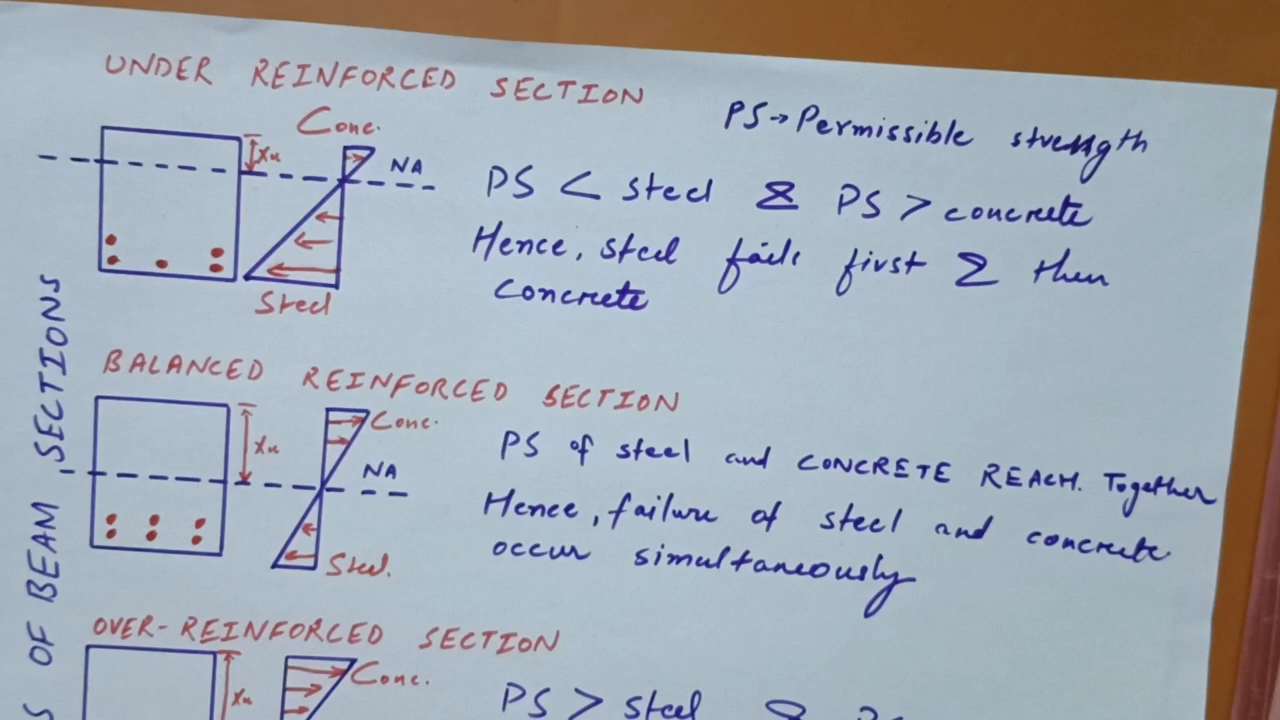 UNDER REINFORCED SECTION
Conc.
Xu
NA
Steel
PS→Permissible strength
PS < steel & PS > concrete
Hence, steel fails first & then
concrete
BALANCED REINFORCED SECTION
Xu
Conc.
NA
Steel.
PS of steel and CONCRETE REACH. Together
Hence, failure of steel and concrete
occur simultaneously
OVER-REINFORCED SECTION
Xu
Conc.
PS > steel &
OF BEAM SECTIONS